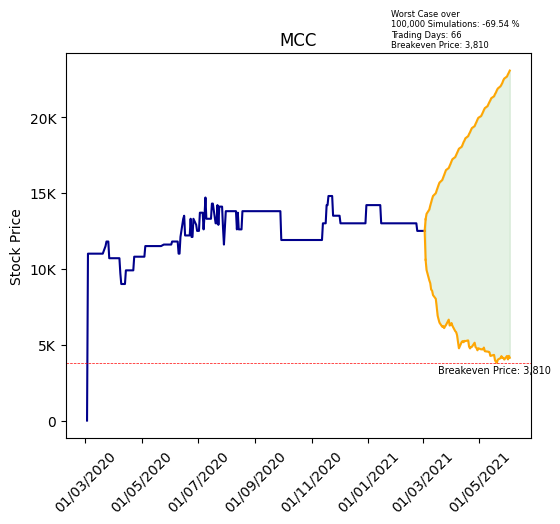 Worst Case over
100,000 Simulations: -69.54 %
Trading Days: 66
Breakeven Price: 3,810
MCC
Stock Price
20K
15K
10K
5K
0
Breakeven Price: 3,810
01/03/2020
01/05/2020
01/07/2020
01/09/2020
01/11/2020
01/01/2021
01/03/2021
01/05/2021